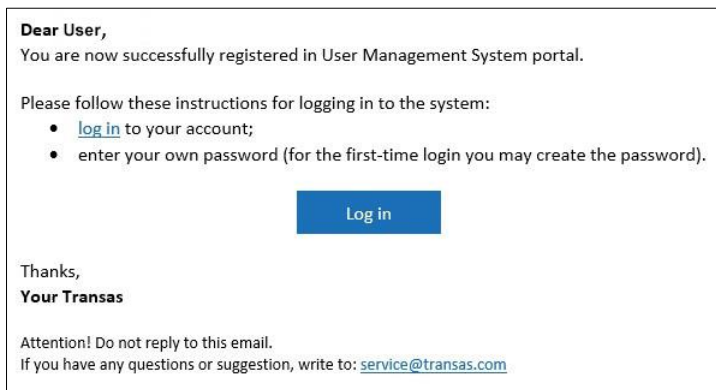 Dear User,
You are now successfully registered in User Management System portal.
Please follow these instructions for logging in to the system:
• log in to your account;
• enter your own password (for the first-time login you may create the password).
Log in
Thanks,
Your Transas
Attention! Do not reply to this email.
If you have any questions or suggestion, write to: service@transas.com